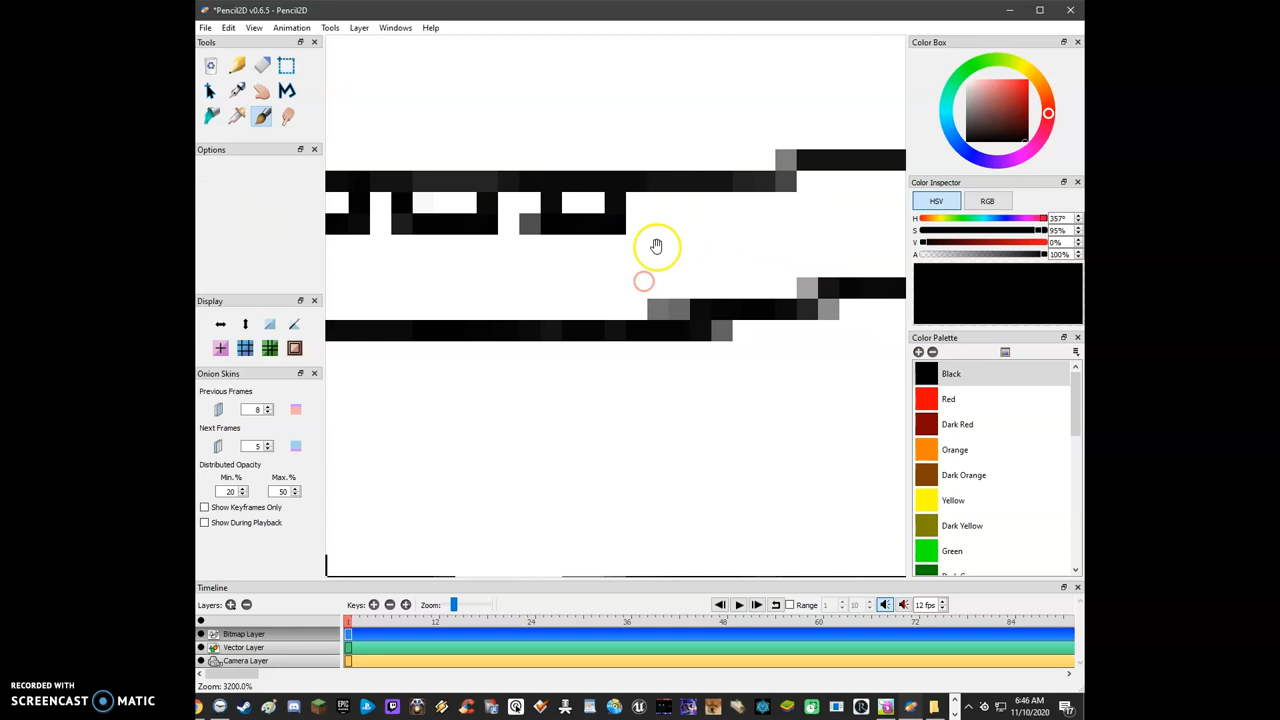 *Pencil2D v0.6.5 - Pencil2D
File Edit View Animation Tools Layer Windows Help
Tools
Color Box
Options
Color Inspector
HSV RGB
H 357°
S 95%
V 0%
A 100%
Display
Color Palette
Black
Red
Dark Red
Orange
Dark Orange
Yellow
Dark Yellow
Green
Onion Skins
Previous Frames
8
Next Frames
5
Distributed Opacity
Min. % Max. %
20 50
Show Keyframes Only
Show During Playback
Timeline
Layers: Keys: Zoom: Range 1 10 12 fps
1 12 24 36 48 60 72 84
Bitmap Layer
Vector Layer
Camera Layer
Zoom: 3200.0%
RECORDED WITH
SCREENCAST MATIC
6:46 AM
11/10/2020
17